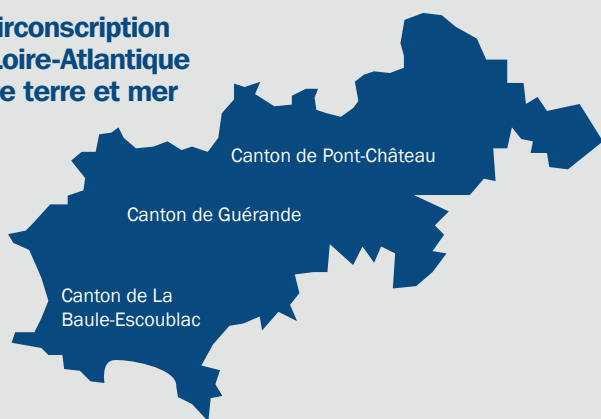 irconscription
Loire-Atlantique
e terre et mer
Canton de Pont-Château
Canton de Guérande
Canton de La
Baule-Escoublac